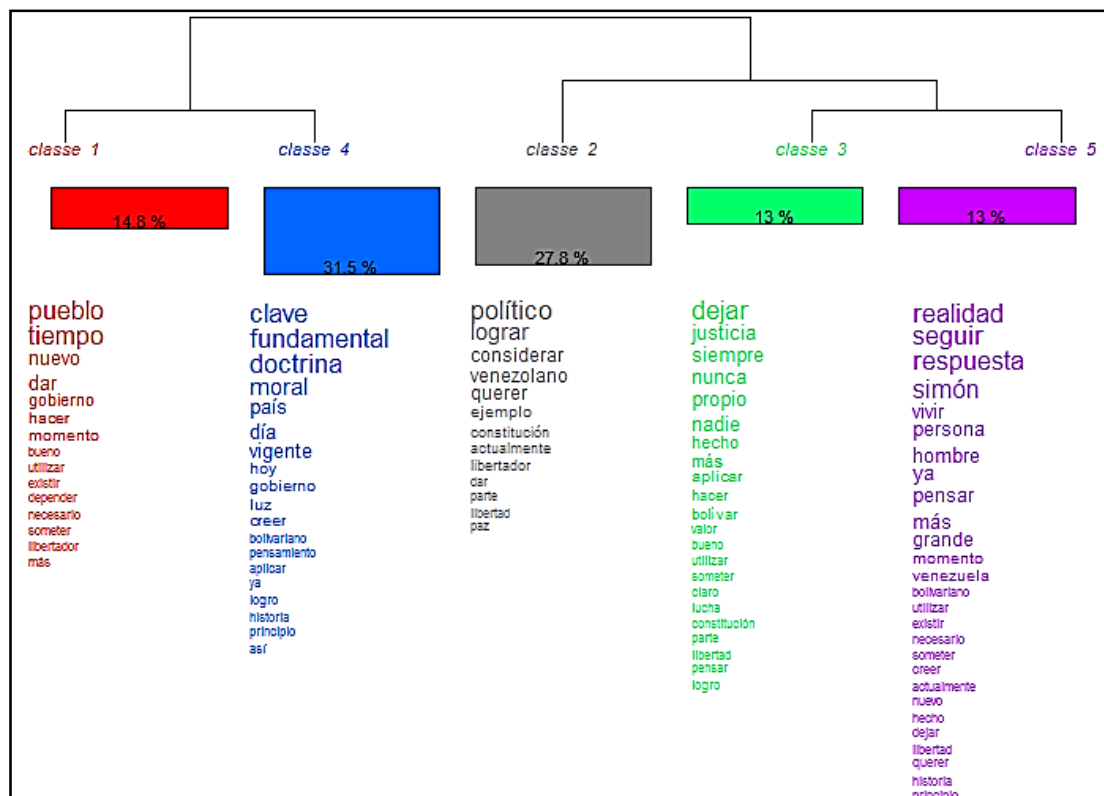 classe 1
classe 4
classe 2
classe 3
classe 5
14.8 %
31.5 %
27.8 %
13 %
13 %
pueblo
tiempo
nuevo
dar
gobierno
hacer
momento
bueno
utilizar
existir
depender
necesario
someter
libertador
más
clave
fundamental
doctrina
moral
país
día
vigente
hoy
gobierno
luz
creer
bolivariano
pensamiento
aplicar
ya
logro
historia
principio
así
político
lograr
considerar
venezolano
querer
ejemplo
constitución
actualmente
libertador
dar
parte
libertad
paz
dejar
justicia
siempre
nunca
propio
nadie
hecho
más
aplicar
hacer
bolívar
valor
bueno
utilizar
someter
claro
lucha
constitución
parte
libertad
pensar
logro
realidad
seguir
respuesta
simón
vivir
persona
hombre
ya
pensar
más
grande
momento
venezuela
bolivariano
utilizar
existir
necesario
someter
creer
actualmente
nuevo
hecho
dejar
libertad
querer
historia
principio